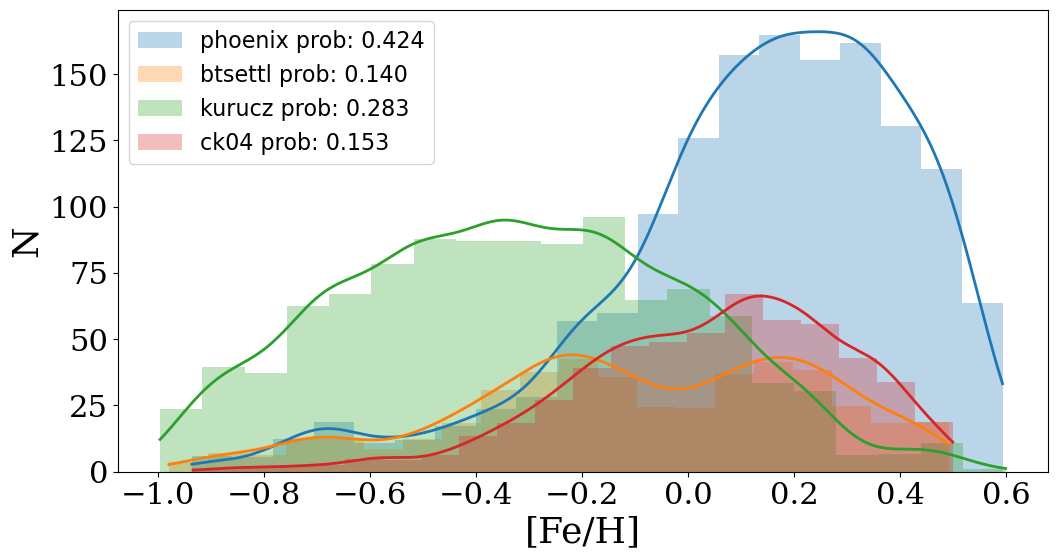 phoenix prob: 0.424
btsettl prob: 0.140
kurucz prob: 0.283
ck04 prob: 0.153
150
125
100
75
50
25
0
N
−1.0 −0.8 −0.6 −0.4 −0.2 0.0 0.2 0.4 0.6
[Fe/H]